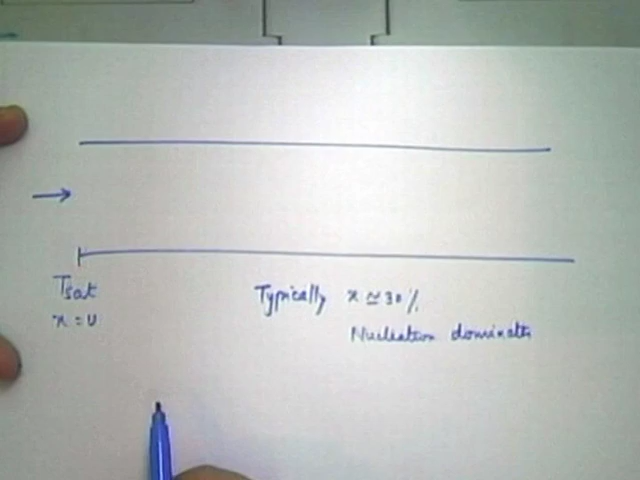 Tsat
x = 0
Typically x ≃ 30%
Nucleation dominates